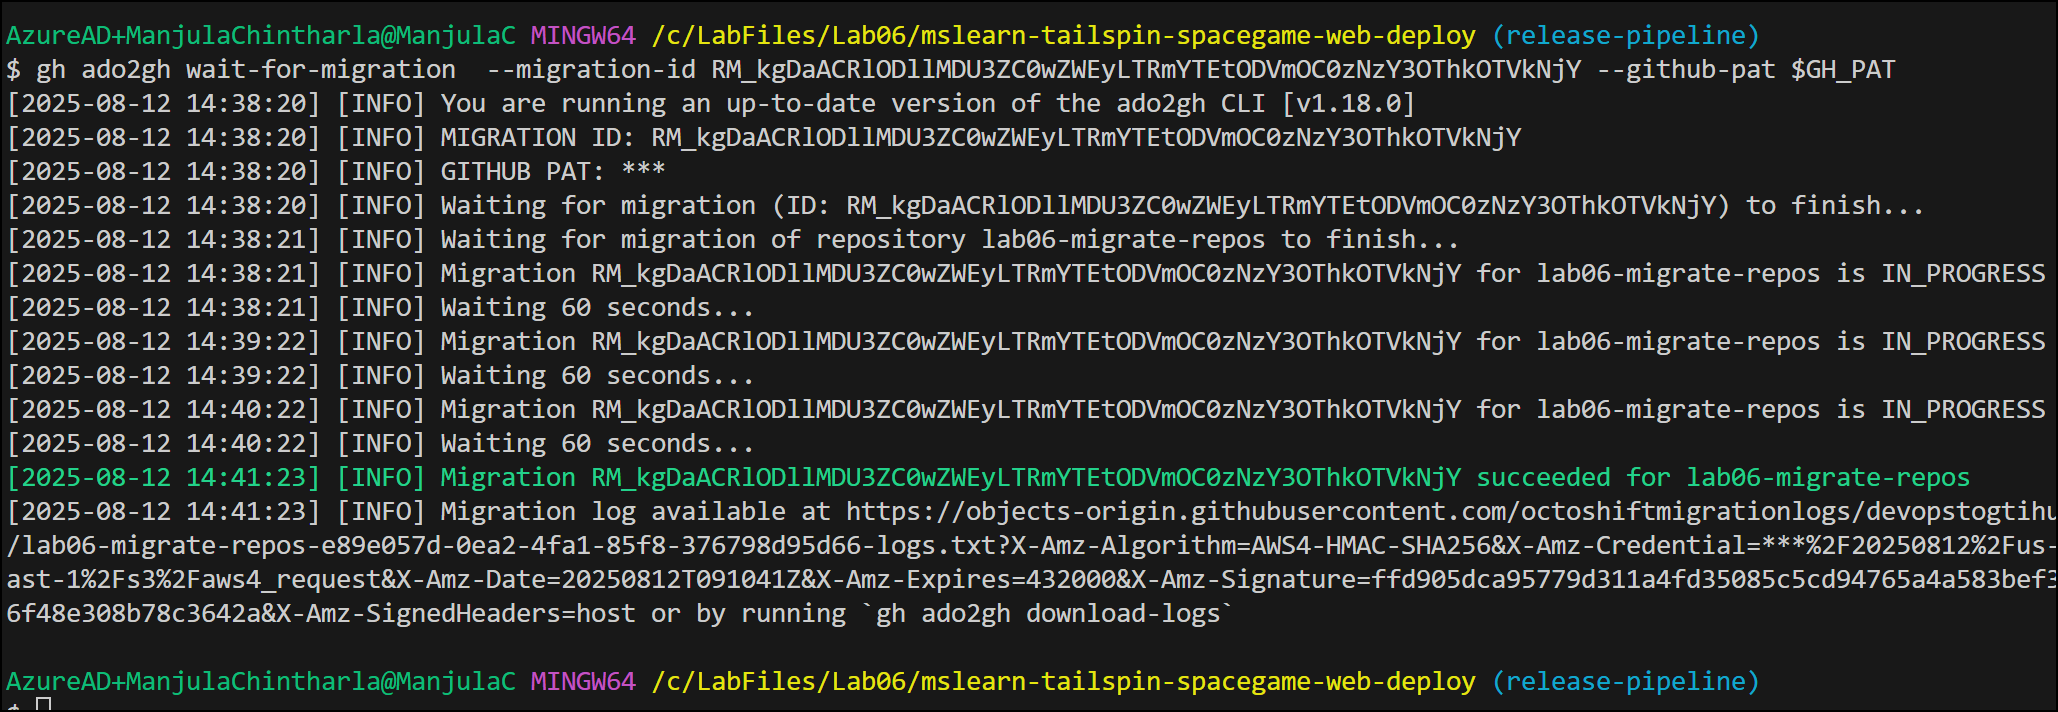 AzureAD+ManjulaChintharla@ManjulaC MINGW64 /c/LabFiles/Lab06/mslearn-tailspin-spacegame-web-deploy (release-pipeline)
$ gh ado2gh wait-for-migration  --migration-id RM_kgDaACRlODllMDU3ZC0wZWEyLTRmYTEtODVmOC0zNzY3OThkOTVkNjY --github-pat $GH_PAT
[2025-08-12 14:38:20] [INFO] You are running an up-to-date version of the ado2gh CLI [v1.18.0]
[2025-08-12 14:38:20] [INFO] MIGRATION ID: RM_kgDaACRlODllMDU3ZC0wZWEyLTRmYTEtODVmOC0zNzY3OThkOTVkNjY
[2025-08-12 14:38:20] [INFO] GITHUB PAT: ***
[2025-08-12 14:38:20] [INFO] Waiting for migration (ID: RM_kgDaACRlODllMDU3ZC0wZWEyLTRmYTEtODVmOC0zNzY3OThkOTVkNjY) to finish...
[2025-08-12 14:38:21] [INFO] Waiting for migration of repository lab06-migrate-repos to finish...
[2025-08-12 14:38:21] [INFO] Migration RM_kgDaACRlODllMDU3ZC0wZWEyLTRmYTEtODVmOC0zNzY3OThkOTVkNjY for lab06-migrate-repos is IN_PROGRESS
[2025-08-12 14:38:21] [INFO] Waiting 60 seconds...
[2025-08-12 14:39:22] [INFO] Migration RM_kgDaACRlODllMDU3ZC0wZWEyLTRmYTEtODVmOC0zNzY3OThkOTVkNjY for lab06-migrate-repos is IN_PROGRESS
[2025-08-12 14:39:22] [INFO] Waiting 60 seconds...
[2025-08-12 14:40:22] [INFO] Migration RM_kgDaACRlODllMDU3ZC0wZWEyLTRmYTEtODVmOC0zNzY3OThkOTVkNjY for lab06-migrate-repos is IN_PROGRESS
[2025-08-12 14:40:22] [INFO] Waiting 60 seconds...
[2025-08-12 14:41:23] [INFO] Migration RM_kgDaACRlODllMDU3ZC0wZWEyLTRmYTEtODVmOC0zNzY3OThkOTVkNjY succeeded for lab06-migrate-repos
[2025-08-12 14:41:23] [INFO] Migration log available at https://objects-origin.githubusercontent.com/octoshiftmigrationlogs/devopstogtihu
/lab06-migrate-repos-e89e057d-0ea2-4fa1-85f8-376798d95d66-logs.txt?X-Amz-Algorithm=AWS4-HMAC-SHA256&X-Amz-Credential=***%2F20250812%2Fus-
ast-1%2Fs3%2Faws4_request&X-Amz-Date=20250812T091041Z&X-Amz-Expires=432000&X-Amz-Signature=ffd905dca95779d311a4fd35085c5cd94765a4a583bef3
6f48e308b78c3642a&X-Amz-SignedHeaders=host or by running `gh ado2gh download-logs`
AzureAD+ManjulaChintharla@ManjulaC MINGW64 /c/LabFiles/Lab06/mslearn-tailspin-spacegame-web-deploy (release-pipeline)
$